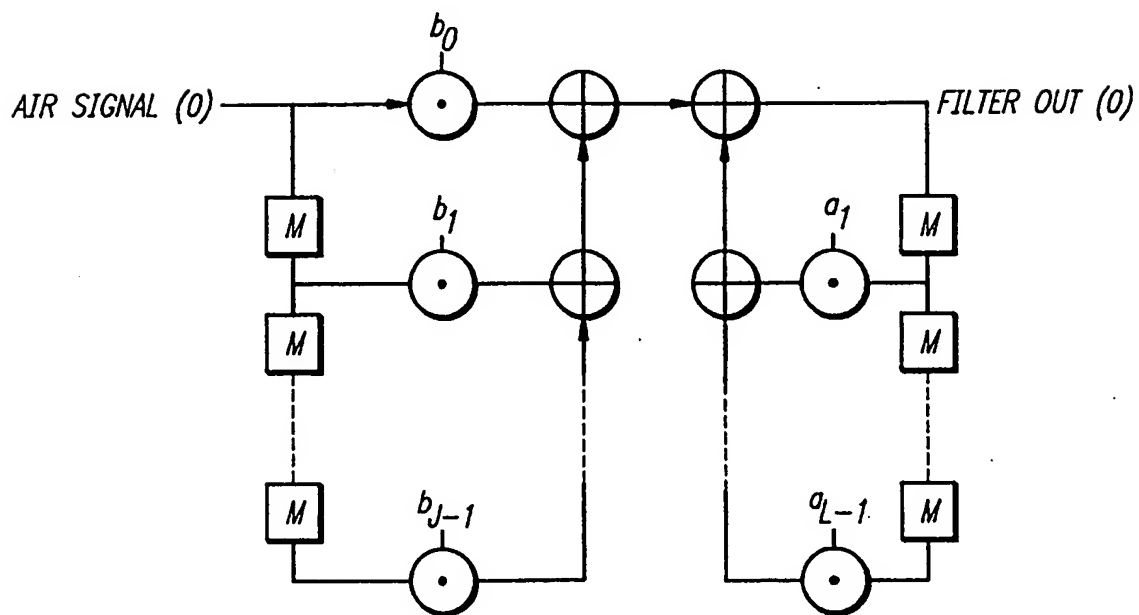 b0
AIR SIGNAL (0)
FILTER OUT (0)
M
M
b1
a1
M
M
M
M
bJ-1
aL-1